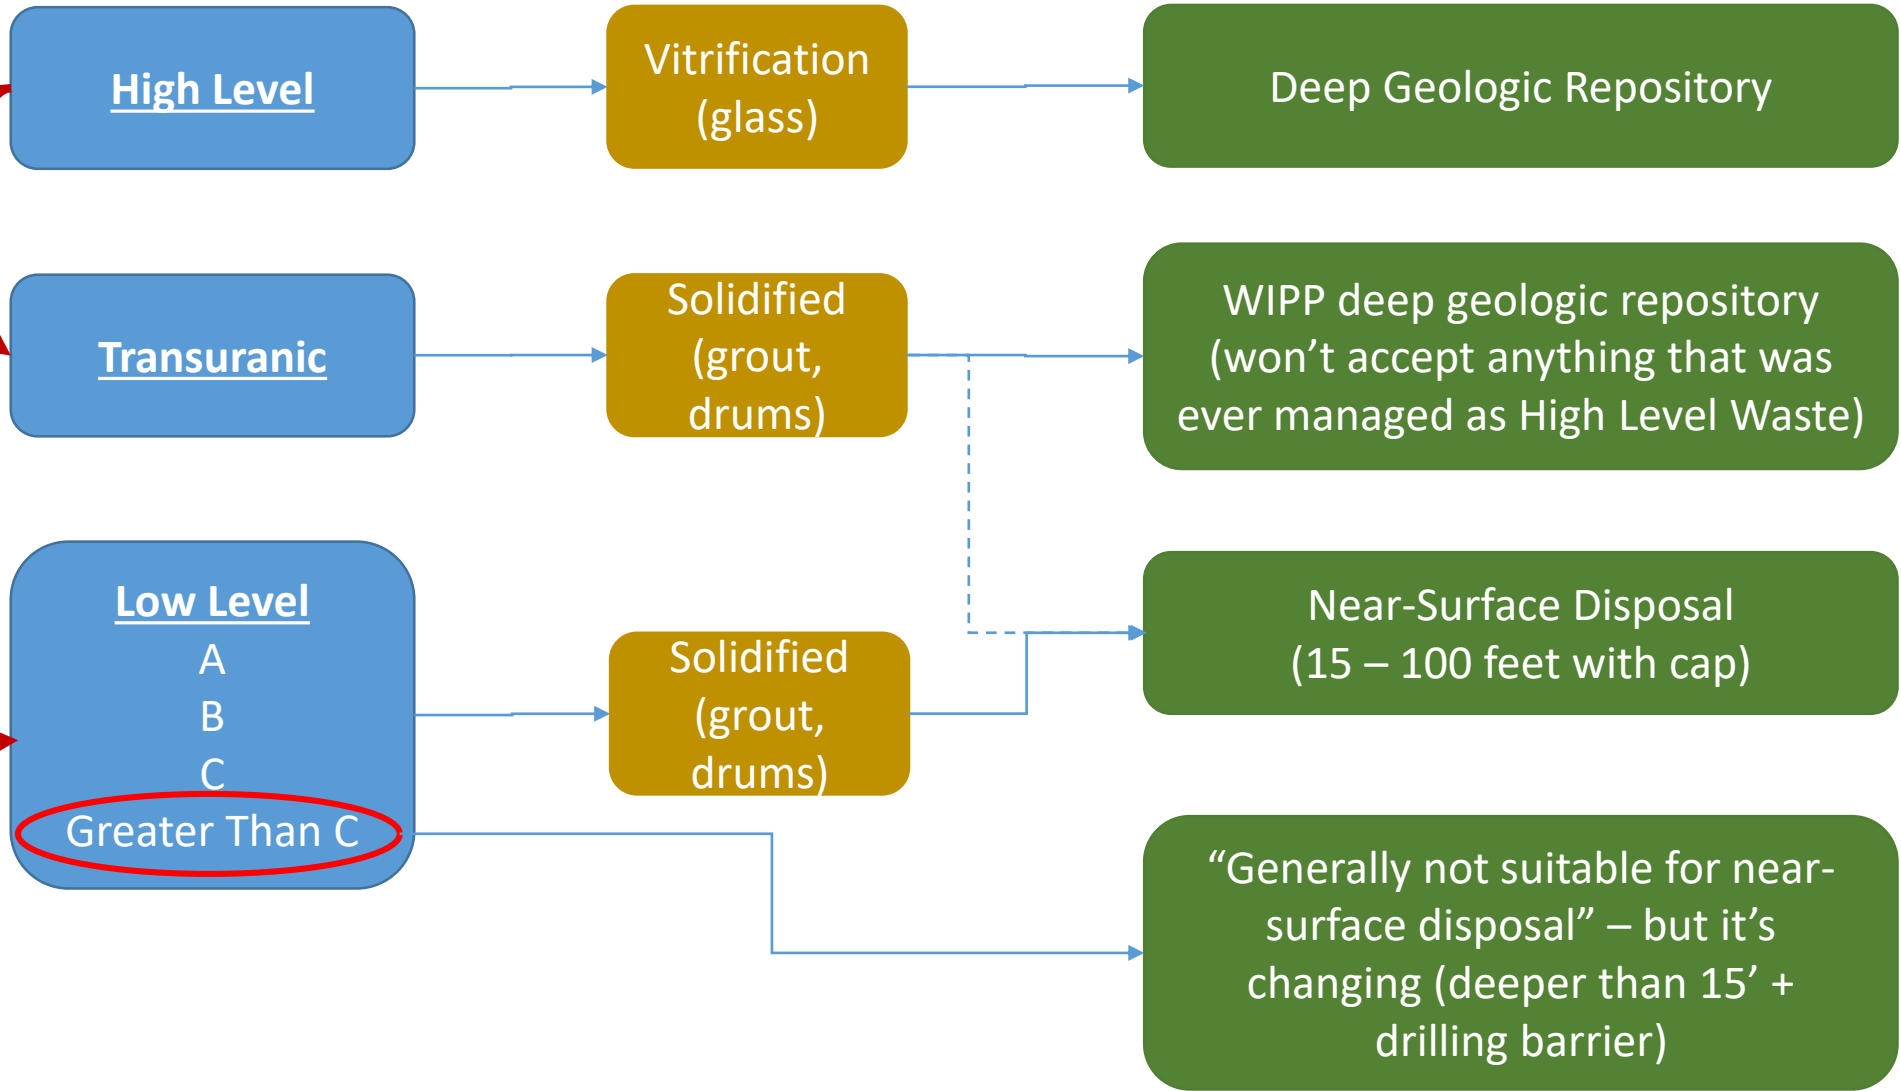 High Level
Vitrification
(glass)
Deep Geologic Repository
Transuranic
Solidified
(grout,
drums)
WIPP deep geologic repository
(won’t accept anything that was
ever managed as High Level Waste)
Low Level
A
B
C
Greater Than C
Solidified
(grout,
drums)
Near-Surface Disposal
(15 – 100 feet with cap)
“Generally not suitable for near-
surface disposal” – but it’s
changing (deeper than 15’ +
drilling barrier)